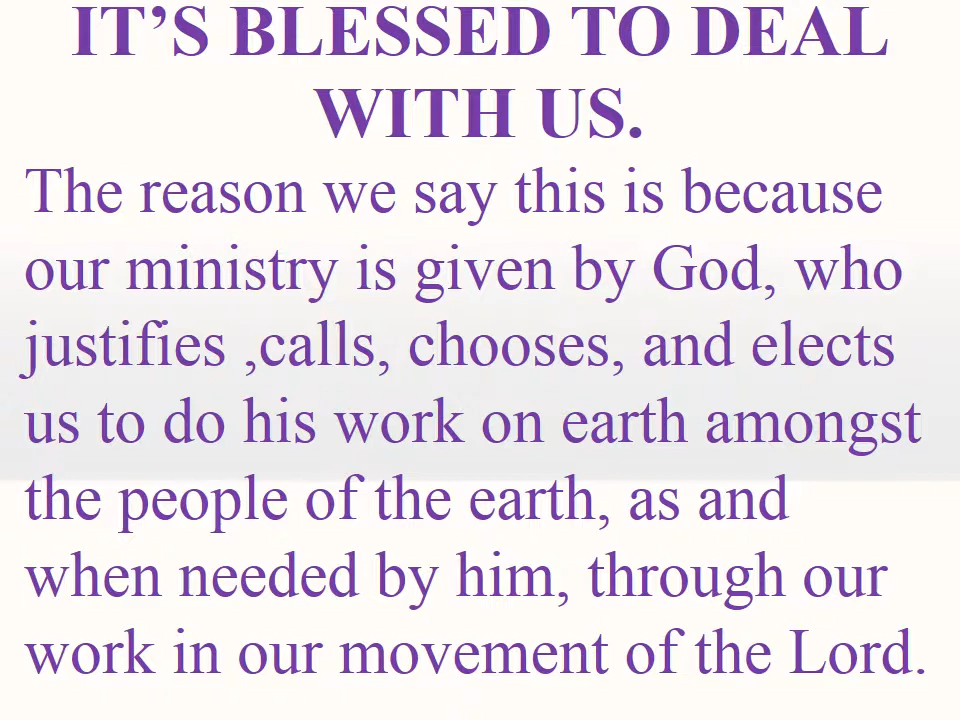 IT’S BLESSED TO DEAL
WITH US.
The reason we say this is because
our ministry is given by God, who
justifies ,calls, chooses, and elects
us to do his work on earth amongst
the people of the earth, as and
when needed by him, through our
work in our movement of the Lord.